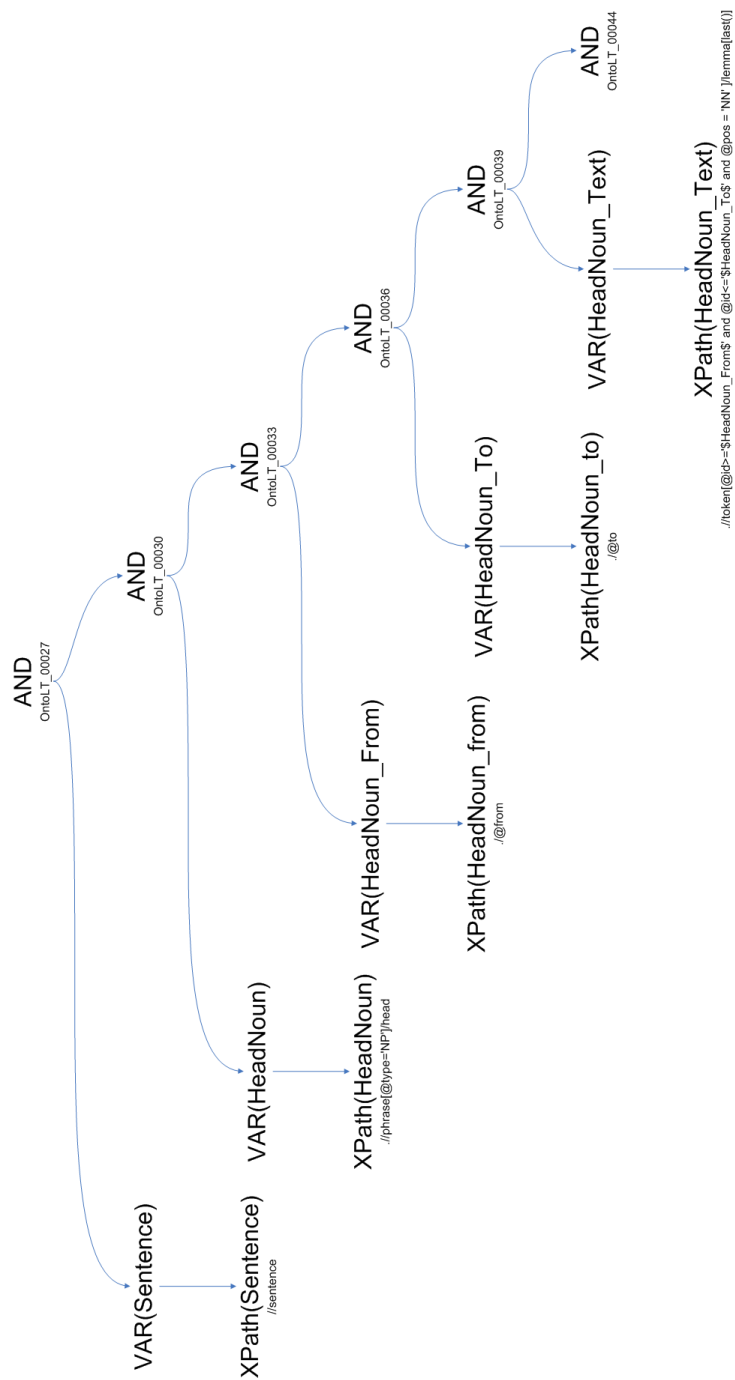 AND
OntoLT_00027
VAR(Sentence)
AND
OntoLT_00030
XPath(Sentence)
//sentence
VAR(HeadNoun)
AND
OntoLT_00033
XPath(HeadNoun)
.//phrase[@type='NP']/head
VAR(HeadNoun_From)
AND
OntoLT_00036
XPath(HeadNoun_from)
./@from
VAR(HeadNoun_To)
AND
OntoLT_00039
XPath(HeadNoun_to)
./@to
VAR(HeadNoun_Text)
AND
OntoLT_00044
XPath(HeadNoun_Text)
.//token[@id>='$HeadNoun_From$' and @id<='$HeadNoun_To$' and @pos = 'NN' ]/lemma[last()]